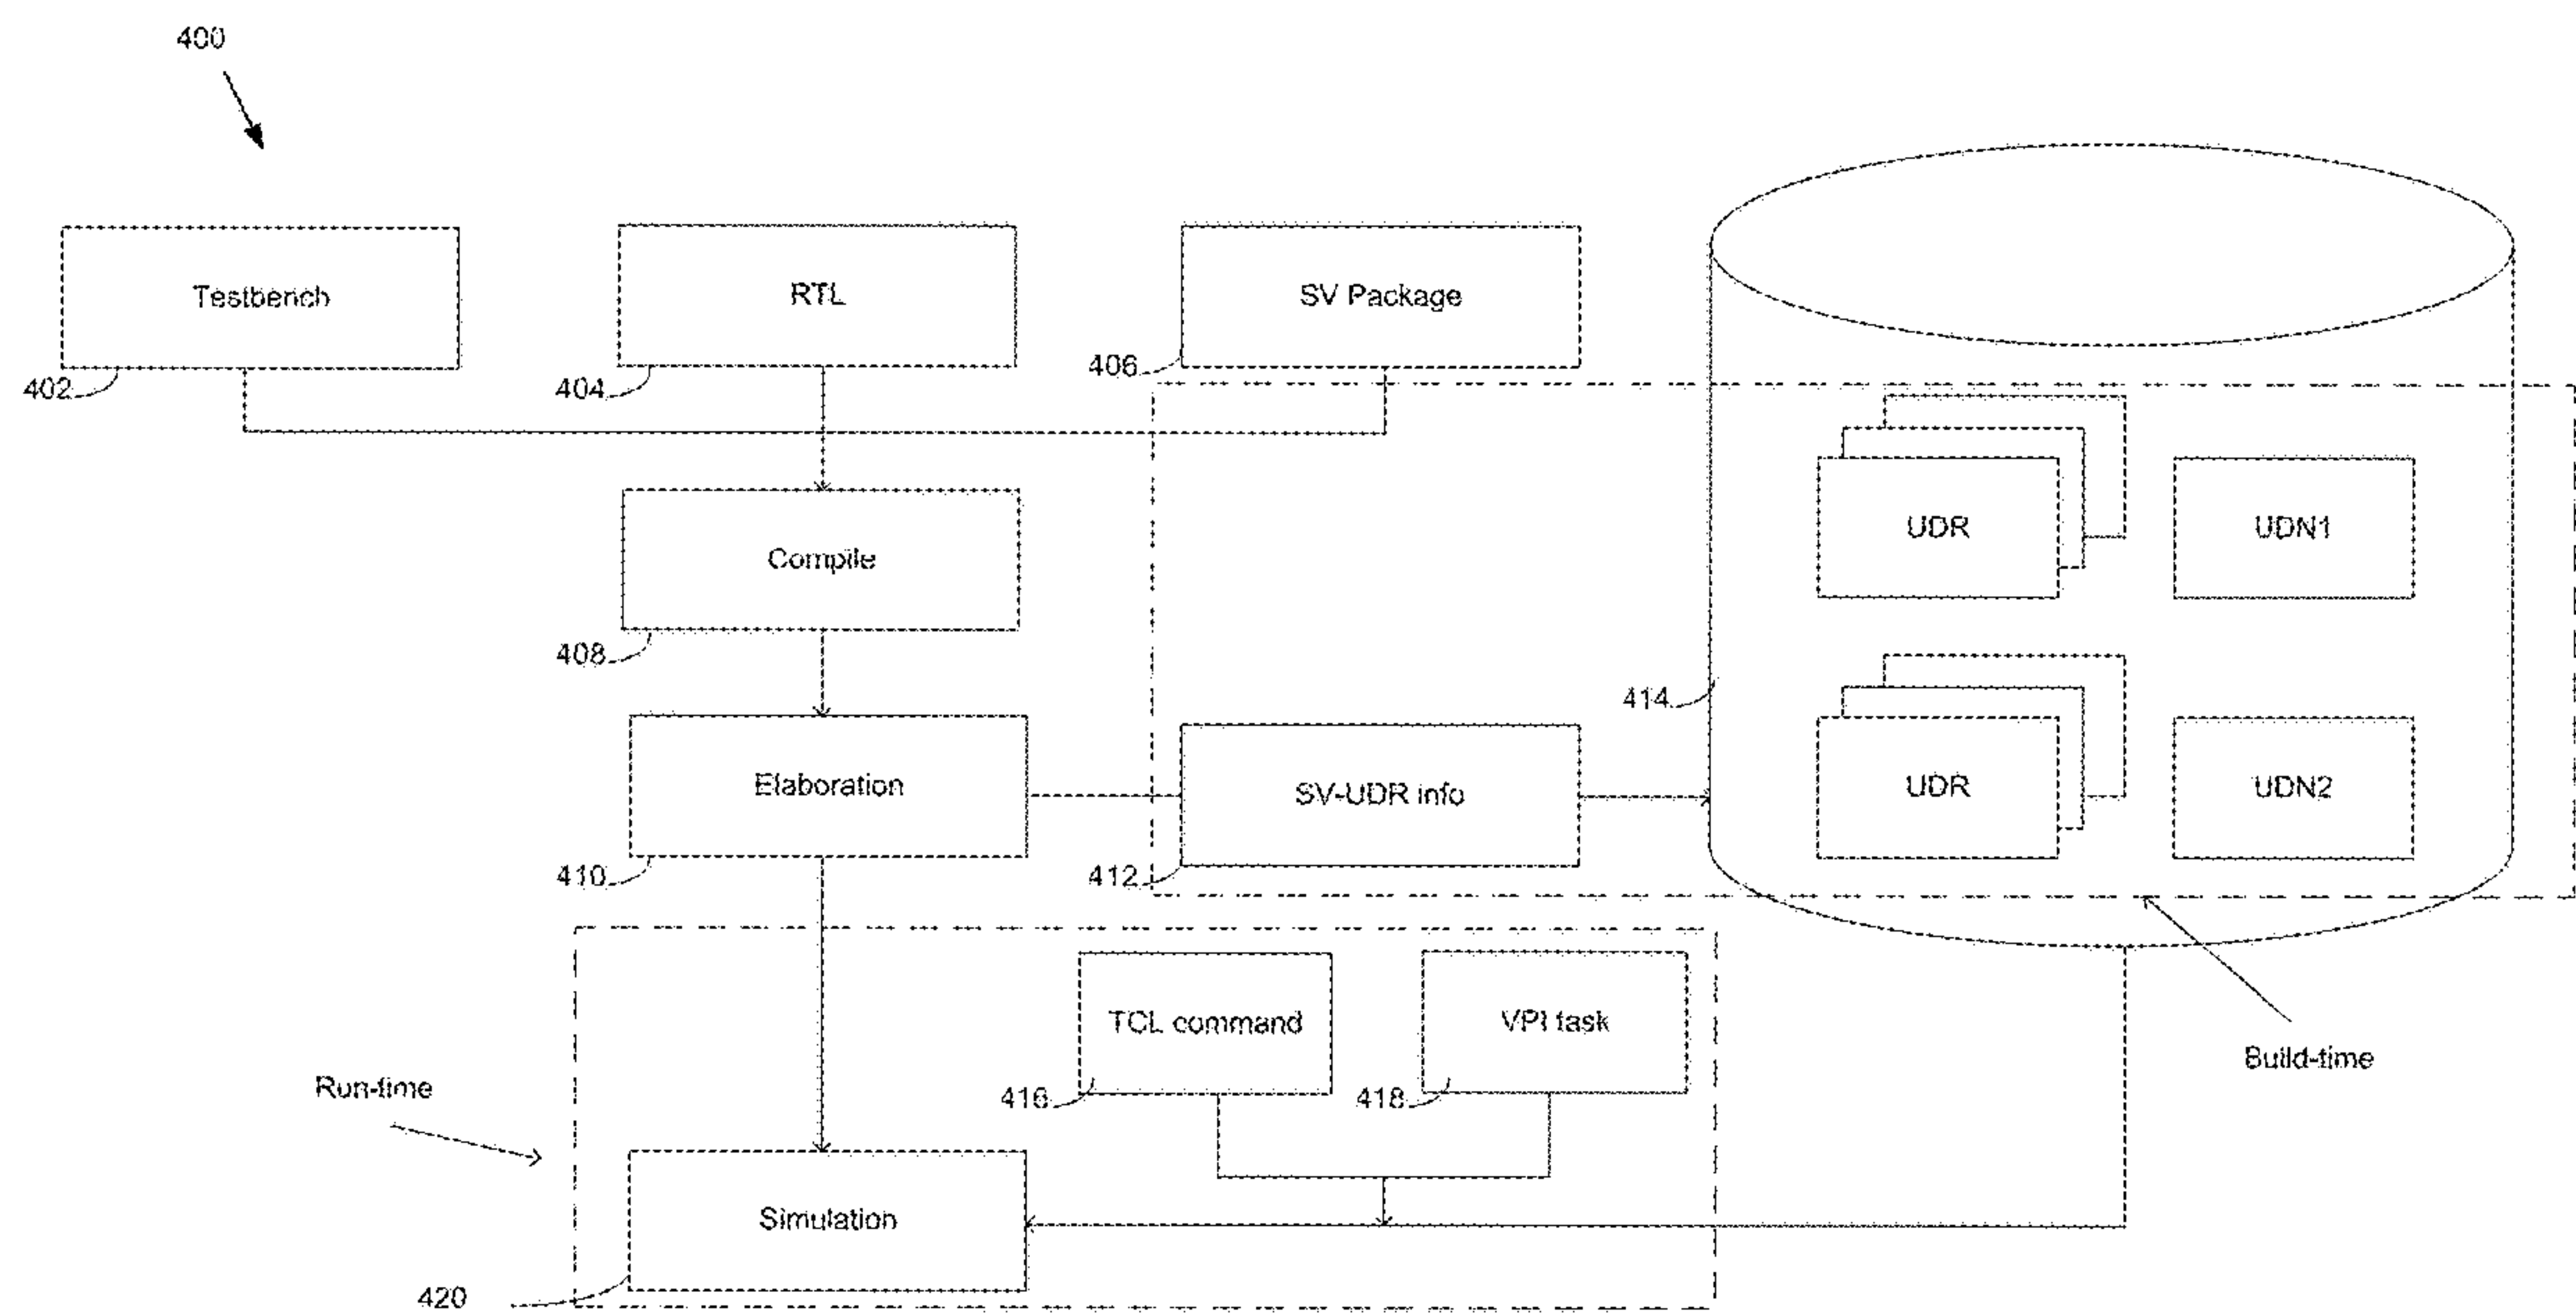 400
Testbench
RTL
SV Package
402
404
406
UDR
UDN1
Compile
408
414
UDR
UDN2
Elaboration
SV-UDR info
410
412
TCL command
VPI task
Build-time
Run-time
416
418
Simulation
420